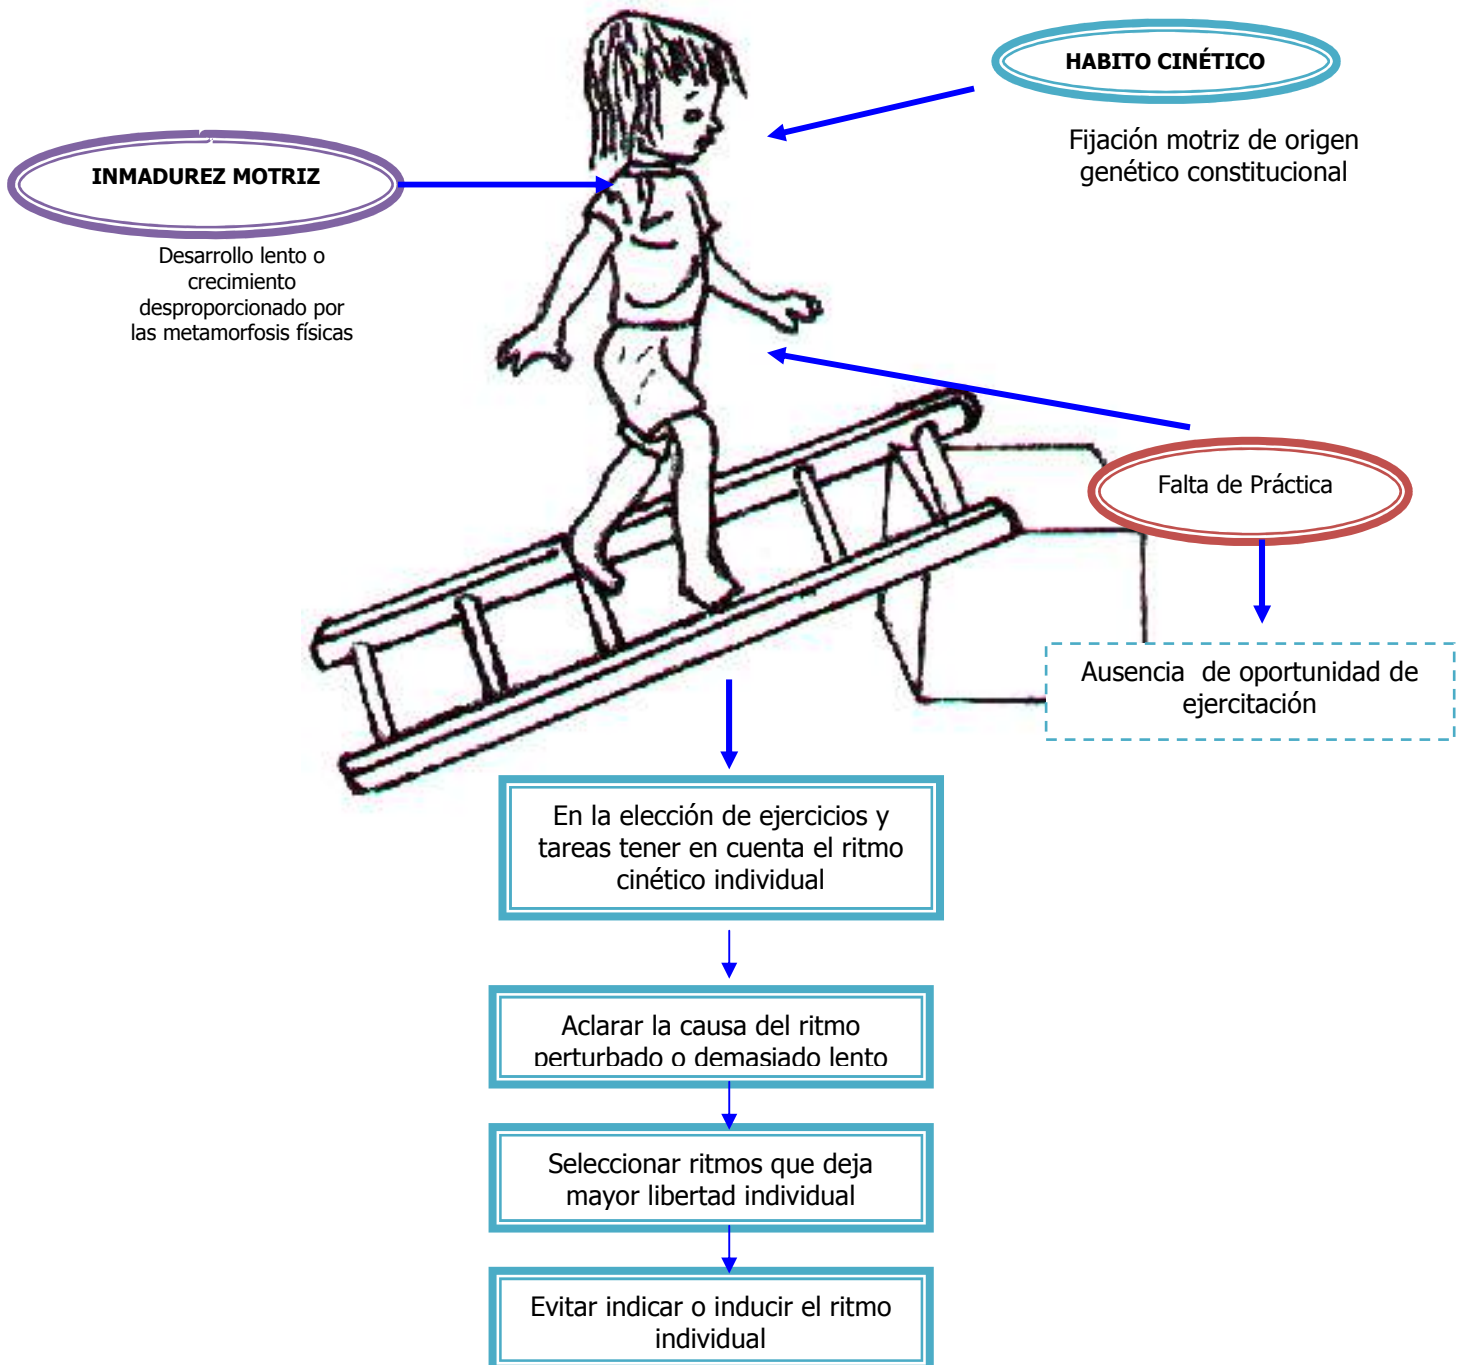 HABITO CINÉTICO
Fijación motriz de origen
genético constitucional
INMADUREZ MOTRIZ
Desarrollo lento o
crecimiento
desproporcionado por
las metamorfosis físicas
Falta de Práctica
Ausencia de oportunidad de
ejercitación
En la elección de ejercicios y
tareas tener en cuenta el ritmo
cinético individual
Aclarar la causa del ritmo
perturbado o demasiado lento
Seleccionar ritmos que deja
mayor libertad individual
Evitar indicar o inducir el ritmo
individual